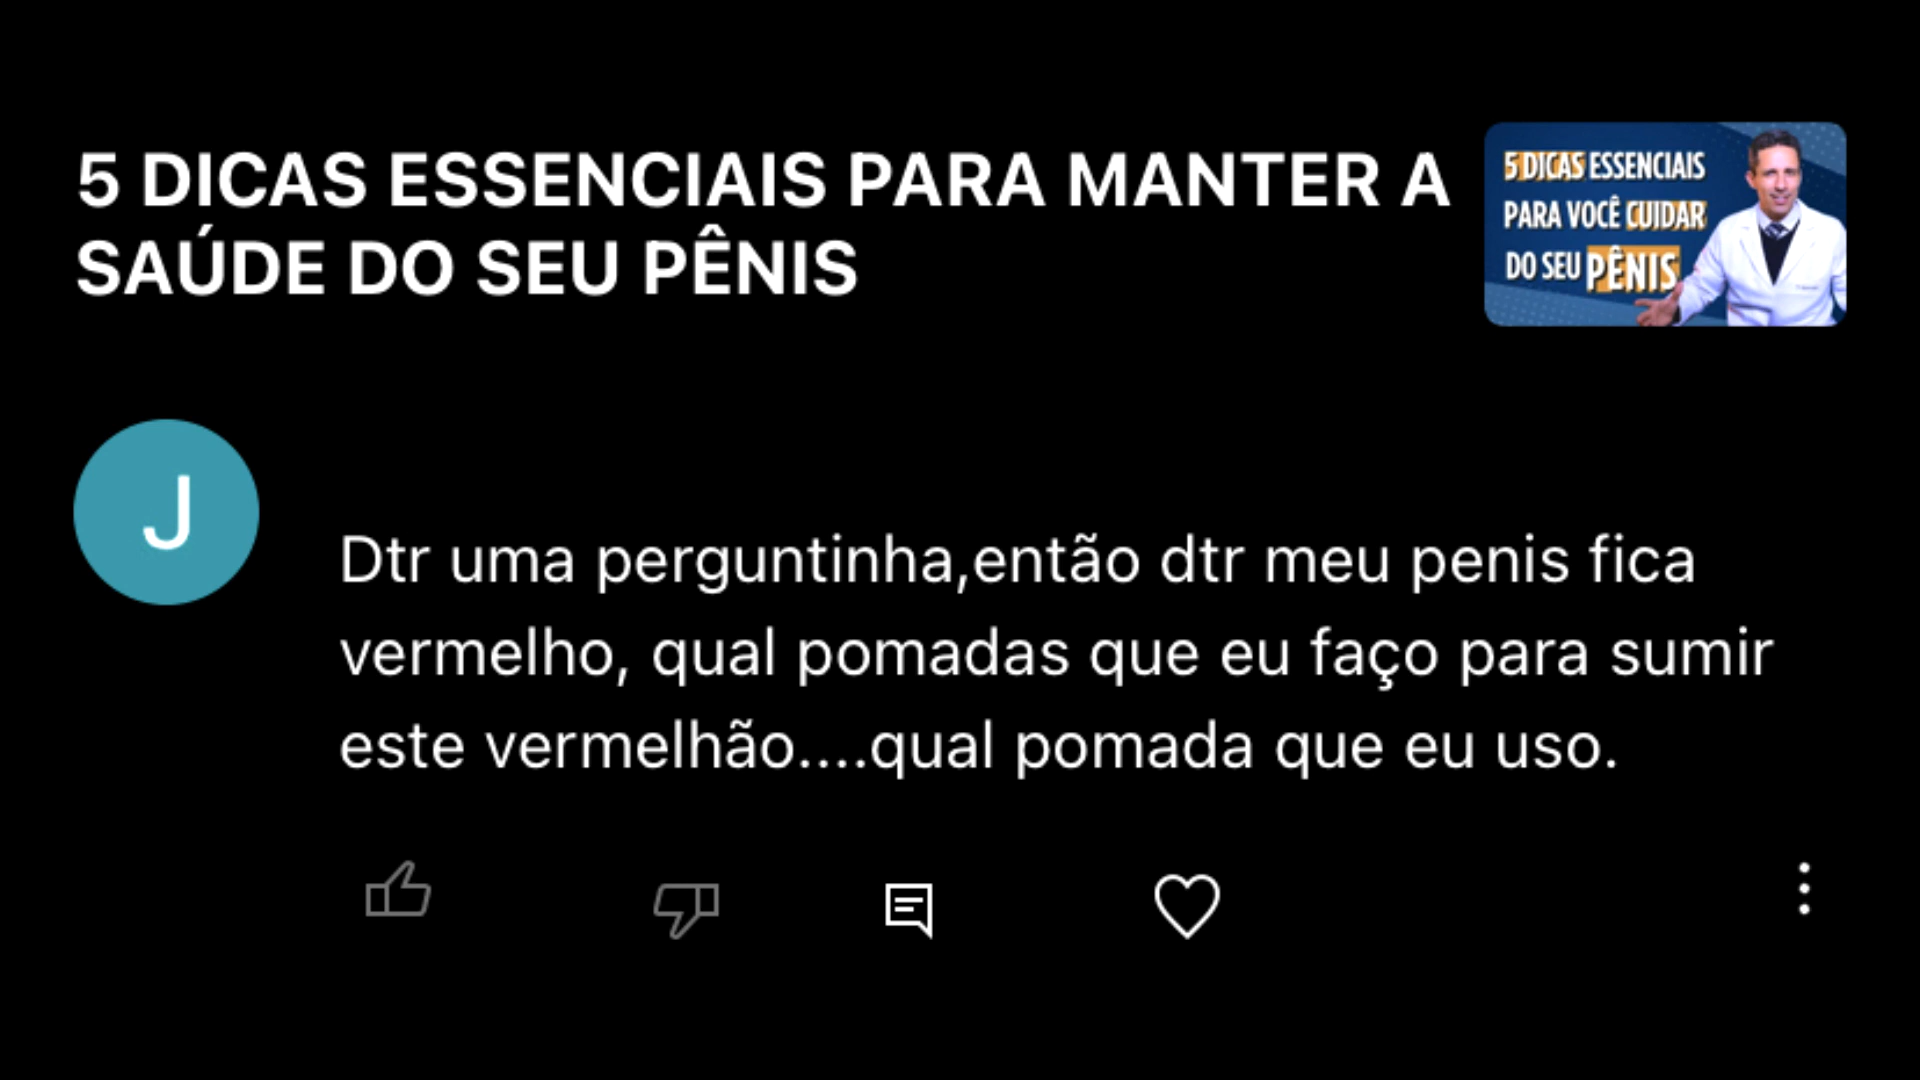 5 DICAS ESSENCIAIS PARA MANTER A
SAÚDE DO SEU PÊNIS
5 DICAS ESSENCIAIS
PARA VOCÊ CUIDAR
DO SEU PÊNIS
J
Dtr uma perguntinha,então dtr meu penis fica
vermelho, qual pomadas que eu faço para sumir
este vermelhão....qual pomada que eu uso.